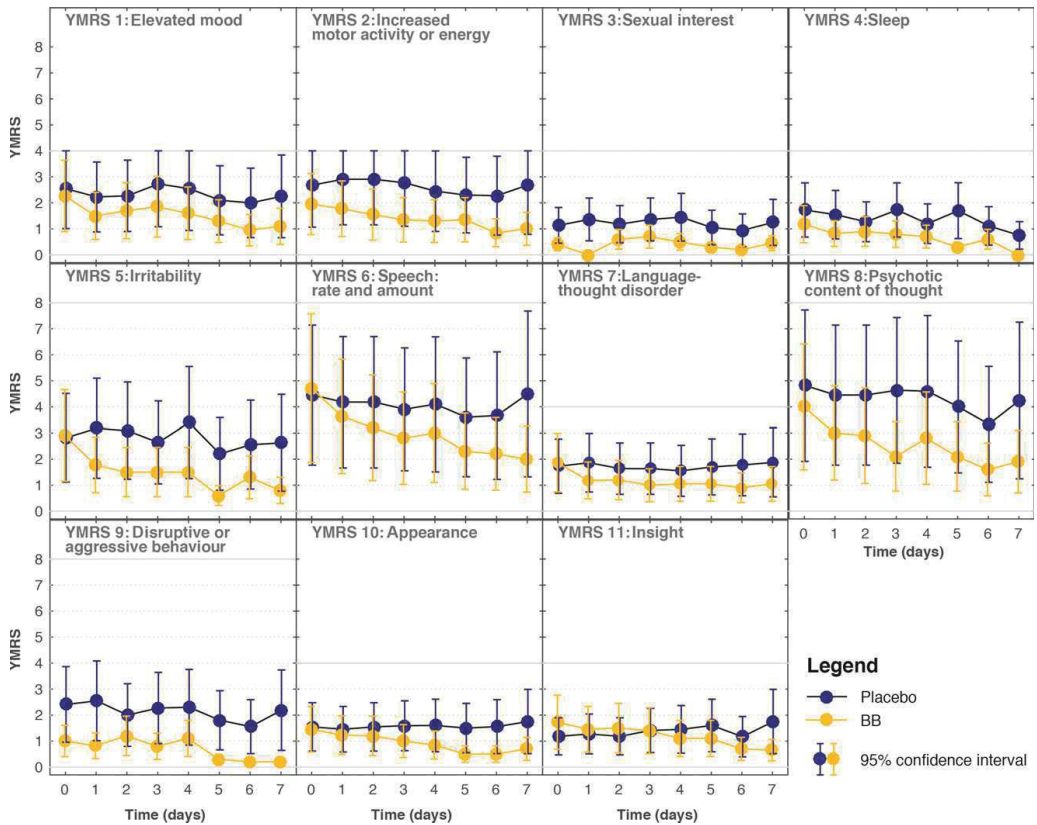 YMRS 1: Elevated mood
YMRS 2: Increased
motor activity or energy
YMRS 3: Sexual interest
YMRS 4: Sleep
8
7
6
5
4
3
2
1
0
YMRS
YMRS 5: Irritability
YMRS 6: Speech:
rate and amount
YMRS 7: Language-
thought disorder
YMRS 8: Psychotic
content of thought
8
7
6
5
4
3
2
1
0
YMRS
0 1 2 3 4 5 6 7
Time (days)
YMRS 9: Disruptive or
aggressive behaviour
YMRS 10: Appearance
YMRS 11: Insight
8
7
6
5
4
3
2
1
0
YMRS
0 1 2 3 4 5 6 7
0 1 2 3 4 5 6 7
0 1 2 3 4 5 6 7
Time (days)
Time (days)
Time (days)
Legend
Placebo
BB
95% confidence interval